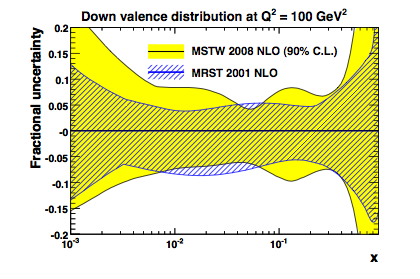 Down valence distribution at Q² = 100 GeV²
Fractional uncertainty
0.2
0.15
0.1
0.05
-0
-0.05
-0.1
-0.15
-0.2
MSTW 2008 NLO (90% C.L.)
MRST 2001 NLO
10⁻³ 10⁻² 10⁻¹
x